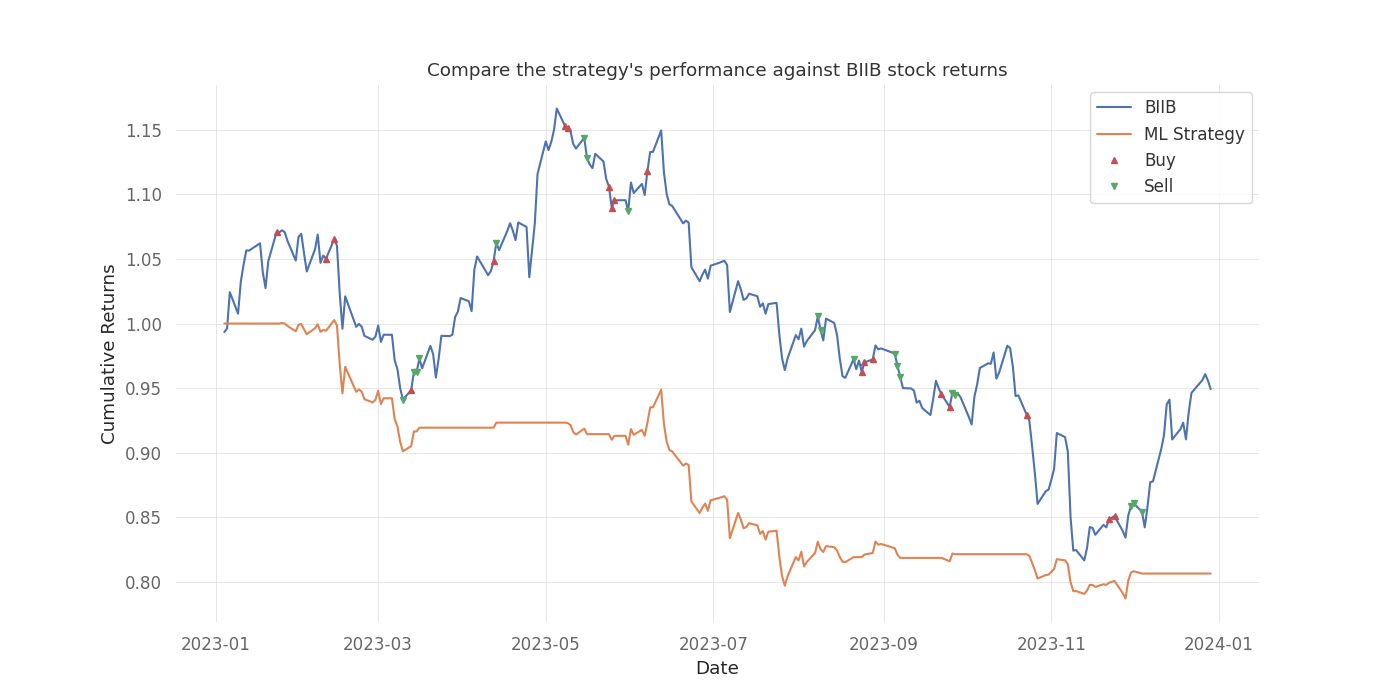 Compare the strategy's performance against BIIB stock returns
BIIB
ML Strategy
Buy
Sell
Cumulative Returns
1.15
1.10
1.05
1.00
0.95
0.90
0.85
0.80
2023-01
2023-03
2023-05
2023-07
2023-09
2023-11
2024-01
Date